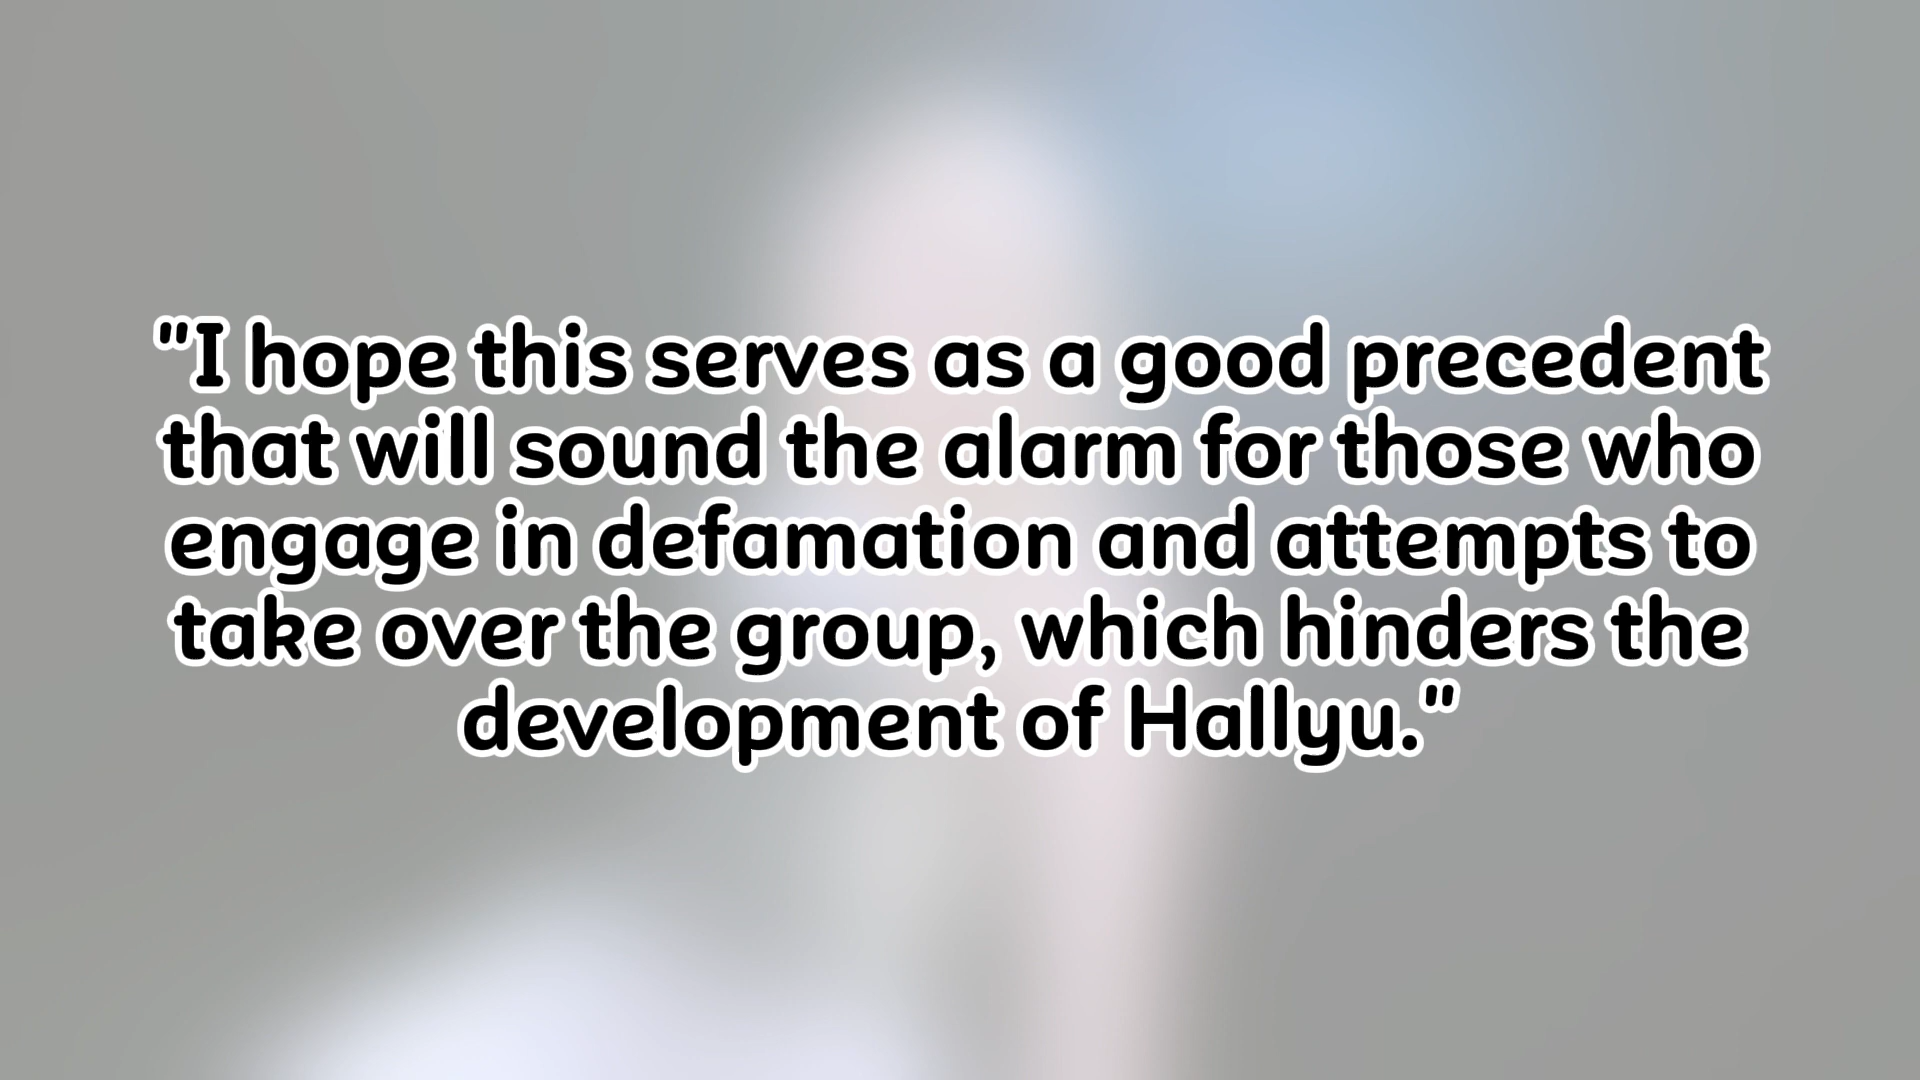 "I hope this serves as a good precedent
that will sound the alarm for those who
engage in defamation and attempts to
take over the group, which hinders the
development of Hallyu."